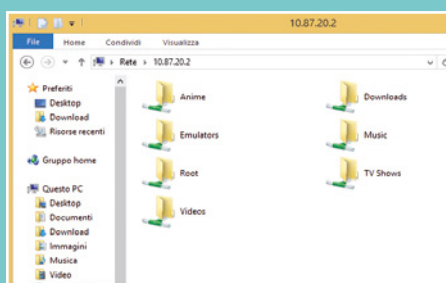 10.87.20.2
File Home Condividi Visualizza
Rete 10.87.20.2
Preferiti
Desktop
Download
Risorse recenti
Gruppo home
Questo PC
Desktop
Documenti
Download
Immagini
Musica
Video
Anime
Downloads
Emulators
Music
Root
TV Shows
Videos